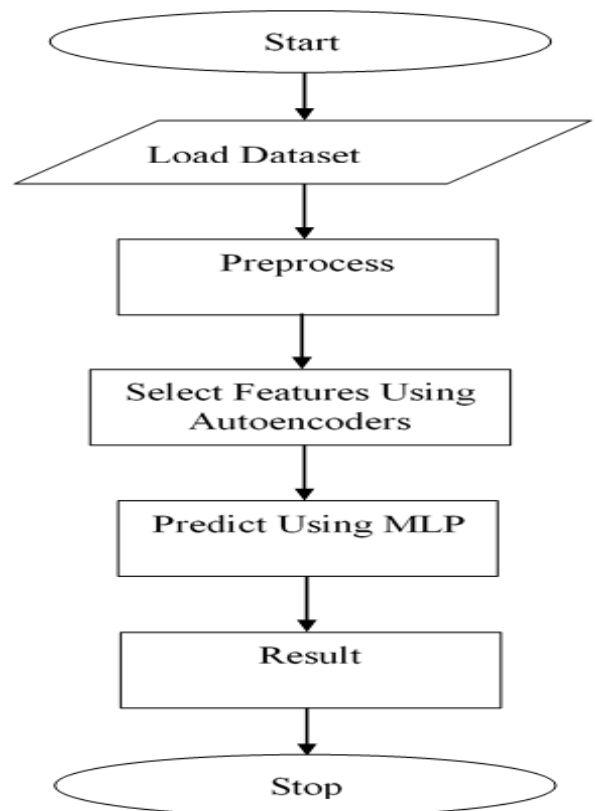 Start
Load Dataset
Preprocess
Select Features Using
Autoencoders
Predict Using MLP
Result
Stop